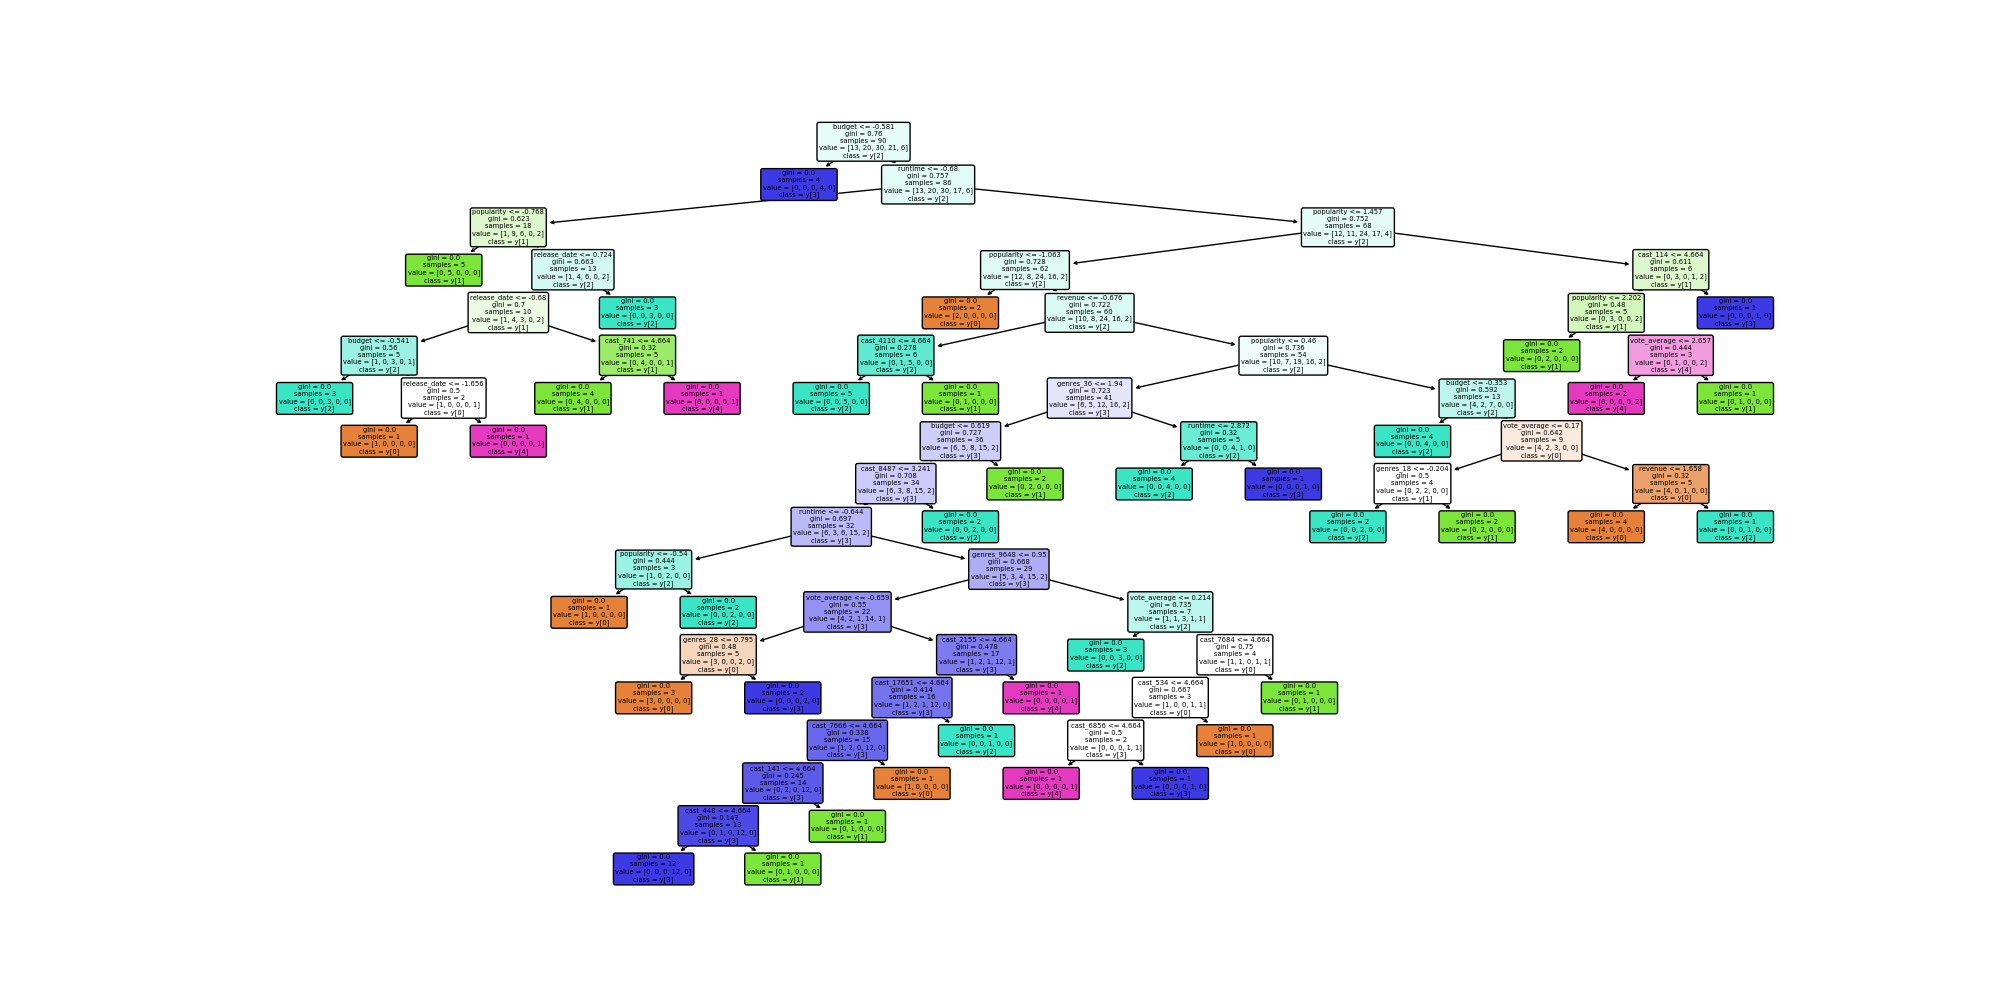 budget <= -0.581
gini = 0.76
samples = 90
value = [13, 20, 30, 21, 6]
class = y[2]
gini = 0.0
samples = 4
value = [0, 0, 0, 4, 0]
class = y[3]
runtime <= -0.68
gini = 0.757
samples = 86
value = [13, 20, 30, 17, 6]
class = y[2]
popularity <= -0.768
gini = 0.623
samples = 18
value = [1, 9, 6, 0, 2]
class = y[1]
popularity <= 1.457
gini = 0.752
samples = 68
value = [12, 11, 24, 17, 4]
class = y[2]
gini = 0.0
samples = 5
value = [0, 5, 0, 0, 0]
class = y[1]
release_date <= 0.724
gini = 0.663
samples = 13
value = [1, 4, 6, 0, 2]
class = y[2]
popularity <= -1.063
gini = 0.728
samples = 62
value = [12, 8, 24, 16, 2]
class = y[2]
cast_114 <= 4.664
gini = 0.611
samples = 6
value = [0, 3, 0, 1, 2]
class = y[1]
release_date <= -0.68
gini = 0.7
samples = 10
value = [1, 4, 3, 0, 2]
class = y[1]
gini = 0.0
samples = 3
value = [0, 0, 3, 0, 0]
class = y[2]
gini = 0.0
samples = 2
value = [2, 0, 0, 0, 0]
class = y[0]
revenue <= -0.676
gini = 0.722
samples = 60
value = [10, 8, 24, 16, 2]
class = y[2]
popularity <= 2.202
gini = 0.48
samples = 5
value = [0, 3, 0, 0, 2]
class = y[1]
gini = 0.0
samples = 1
value = [0, 0, 0, 1, 0]
class = y[3]
budget <= -0.541
gini = 0.56
samples = 5
value = [1, 0, 3, 0, 1]
class = y[2]
cast_741 <= 4.664
gini = 0.32
samples = 5
value = [0, 4, 0, 0, 1]
class = y[1]
cast_4110 <= 4.664
gini = 0.278
samples = 6
value = [0, 1, 5, 0, 0]
class = y[2]
popularity <= 0.46
gini = 0.736
samples = 54
value = [10, 7, 19, 16, 2]
class = y[2]
gini = 0.0
samples = 2
value = [0, 2, 0, 0, 0]
class = y[1]
vote_average <= 2.657
gini = 0.444
samples = 3
value = [0, 1, 0, 0, 2]
class = y[4]
gini = 0.0
samples = 3
value = [0, 0, 3, 0, 0]
class = y[2]
release_date <= -1.656
gini = 0.5
samples = 2
value = [1, 0, 0, 0, 1]
class = y[0]
gini = 0.0
samples = 4
value = [0, 4, 0, 0, 0]
class = y[1]
gini = 0.0
samples = 1
value = [0, 0, 0, 0, 1]
class = y[4]
gini = 0.0
samples = 5
value = [0, 0, 5, 0, 0]
class = y[2]
gini = 0.0
samples = 1
value = [0, 1, 0, 0, 0]
class = y[1]
genres_36 <= 1.94
gini = 0.723
samples = 41
value = [6, 5, 12, 16, 2]
class = y[3]
budget <= -0.353
gini = 0.592
samples = 13
value = [4, 2, 7, 0, 0]
class = y[2]
gini = 0.0
samples = 2
value = [0, 0, 0, 0, 2]
class = y[4]
gini = 0.0
samples = 1
value = [0, 1, 0, 0, 0]
class = y[1]
gini = 0.0
samples = 1
value = [1, 0, 0, 0, 0]
class = y[0]
gini = 0.0
samples = 1
value = [0, 0, 0, 0, 1]
class = y[4]
budget <= 0.619
gini = 0.727
samples = 36
value = [6, 5, 8, 15, 2]
class = y[3]
runtime <= 2.872
gini = 0.32
samples = 5
value = [0, 0, 4, 1, 0]
class = y[2]
gini = 0.0
samples = 4
value = [0, 0, 4, 0, 0]
class = y[2]
vote_average <= 0.17
gini = 0.642
samples = 9
value = [4, 2, 3, 0, 0]
class = y[0]
cast_8487 <= 3.241
gini = 0.708
samples = 34
value = [6, 3, 8, 15, 2]
class = y[3]
gini = 0.0
samples = 2
value = [0, 2, 0, 0, 0]
class = y[1]
gini = 0.0
samples = 4
value = [0, 0, 4, 0, 0]
class = y[2]
gini = 0.0
samples = 1
value = [0, 0, 0, 1, 0]
class = y[3]
genres_18 <= -0.204
gini = 0.5
samples = 4
value = [0, 2, 2, 0, 0]
class = y[1]
revenue <= 1.658
gini = 0.32
samples = 5
value = [4, 0, 1, 0, 0]
class = y[0]
runtime <= -0.644
gini = 0.697
samples = 32
value = [6, 3, 6, 15, 2]
class = y[3]
gini = 0.0
samples = 2
value = [0, 0, 2, 0, 0]
class = y[2]
gini = 0.0
samples = 2
value = [0, 0, 2, 0, 0]
class = y[2]
gini = 0.0
samples = 2
value = [0, 2, 0, 0, 0]
class = y[1]
gini = 0.0
samples = 4
value = [4, 0, 0, 0, 0]
class = y[0]
gini = 0.0
samples = 1
value = [0, 0, 1, 0, 0]
class = y[2]
popularity <= -0.54
gini = 0.444
samples = 3
value = [1, 0, 2, 0, 0]
class = y[2]
genres_9648 <= 0.95
gini = 0.668
samples = 29
value = [5, 3, 4, 15, 2]
class = y[3]
gini = 0.0
samples = 1
value = [1, 0, 0, 0, 0]
class = y[0]
gini = 0.0
samples = 2
value = [0, 0, 2, 0, 0]
class = y[2]
vote_average <= -0.659
gini = 0.55
samples = 22
value = [4, 2, 1, 14, 1]
class = y[3]
vote_average <= 0.214
gini = 0.735
samples = 7
value = [1, 1, 3, 1, 1]
class = y[2]
genres_28 <= 0.795
gini = 0.48
samples = 5
value = [3, 0, 0, 2, 0]
class = y[0]
cast_2155 <= 4.664
gini = 0.478
samples = 17
value = [1, 2, 1, 12, 1]
class = y[3]
gini = 0.0
samples = 3
value = [0, 0, 3, 0, 0]
class = y[2]
cast_7684 <= 4.664
gini = 0.75
samples = 4
value = [1, 1, 0, 1, 1]
class = y[0]
gini = 0.0
samples = 3
value = [3, 0, 0, 0, 0]
class = y[0]
gini = 0.0
samples = 2
value = [0, 0, 0, 2, 0]
class = y[3]
cast_17651 <= 4.664
gini = 0.414
samples = 16
value = [1, 2, 1, 12, 0]
class = y[3]
gini = 0.0
samples = 1
value = [0, 0, 0, 0, 1]
class = y[4]
cast_534 <= 4.664
gini = 0.667
samples = 3
value = [1, 0, 0, 1, 1]
class = y[0]
gini = 0.0
samples = 1
value = [0, 1, 0, 0, 0]
class = y[1]
cast_7666 <= 4.664
gini = 0.338
samples = 15
value = [1, 2, 0, 12, 0]
class = y[3]
gini = 0.0
samples = 1
value = [0, 0, 1, 0, 0]
class = y[2]
cast_6856 <= 4.664
gini = 0.5
samples = 2
value = [0, 0, 0, 1, 1]
class = y[3]
gini = 0.0
samples = 1
value = [1, 0, 0, 0, 0]
class = y[0]
cast_141 <= 4.664
gini = 0.245
samples = 14
value = [0, 2, 0, 12, 0]
class = y[3]
gini = 0.0
samples = 1
value = [1, 0, 0, 0, 0]
class = y[0]
gini = 0.0
samples = 1
value = [0, 0, 0, 0, 1]
class = y[4]
gini = 0.0
samples = 1
value = [0, 0, 0, 1, 0]
class = y[3]
cast_448 <= 4.664
gini = 0.142
samples = 13
value = [0, 1, 0, 12, 0]
class = y[3]
gini = 0.0
samples = 1
value = [0, 1, 0, 0, 0]
class = y[1]
gini = 0.0
samples = 12
value = [0, 0, 0, 12, 0]
class = y[3]
gini = 0.0
samples = 1
value = [0, 1, 0, 0, 0]
class = y[1]